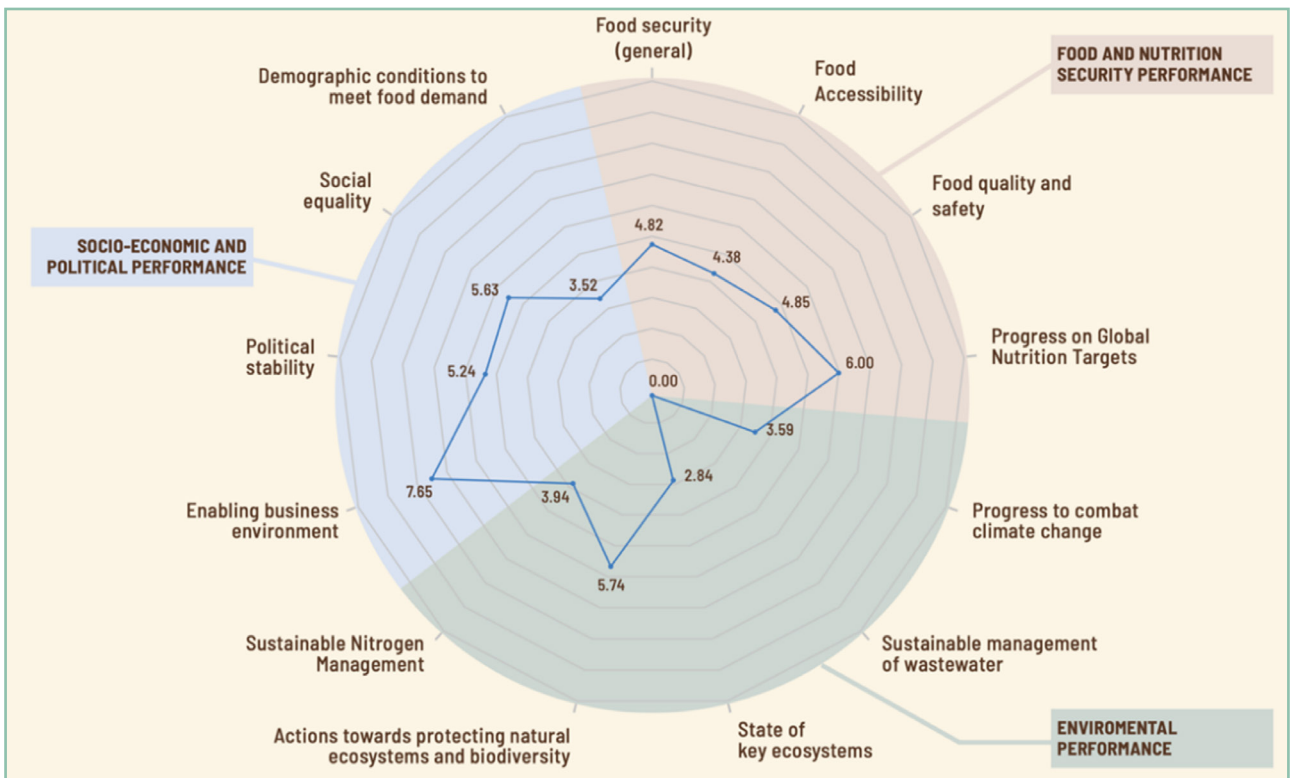 Food security
(general)
Food
Accessibility
FOOD AND NUTRITION
SECURITY PERFORMANCE
Demographic conditions to
meet food demand
Social
equality
Food quality and
safety
SOCIO-ECONOMIC AND
POLITICAL PERFORMANCE
4.82
4.38
3.52
5.63
4.85
Political
stability
5.24
6.00
Progress on Global
Nutrition Targets
0.00
3.59
2.84
7.65
3.94
Enabling business
environment
Progress to combat
climate change
5.74
Sustainable Nitrogen
Management
Sustainable management
of wastewater
Actions towards protecting natural
ecosystems and biodiversity
State of
key ecosystems
ENVIROMENTAL
PERFORMANCE